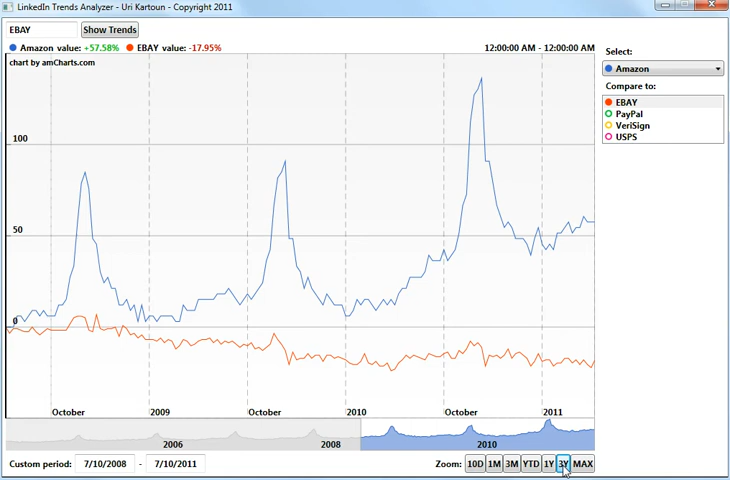 LinkedIn Trends Analyzer - Uri Kartoun - Copyright 2011
EBAY Show Trends
Amazon value: +57.58% EBAY value: -17.95% 12:00:00 AM - 12:00:00 AM
chart by amCharts.com
100
50
0
October 2009 October 2010 October 2011
2006 2008 2010
Custom period: 7/10/2008 - 7/10/2011 Zoom: 10D 1M 3M YTD 1Y 3Y MAX
Select:
Amazon
Compare to:
EBAY
PayPal
VeriSign
USPS